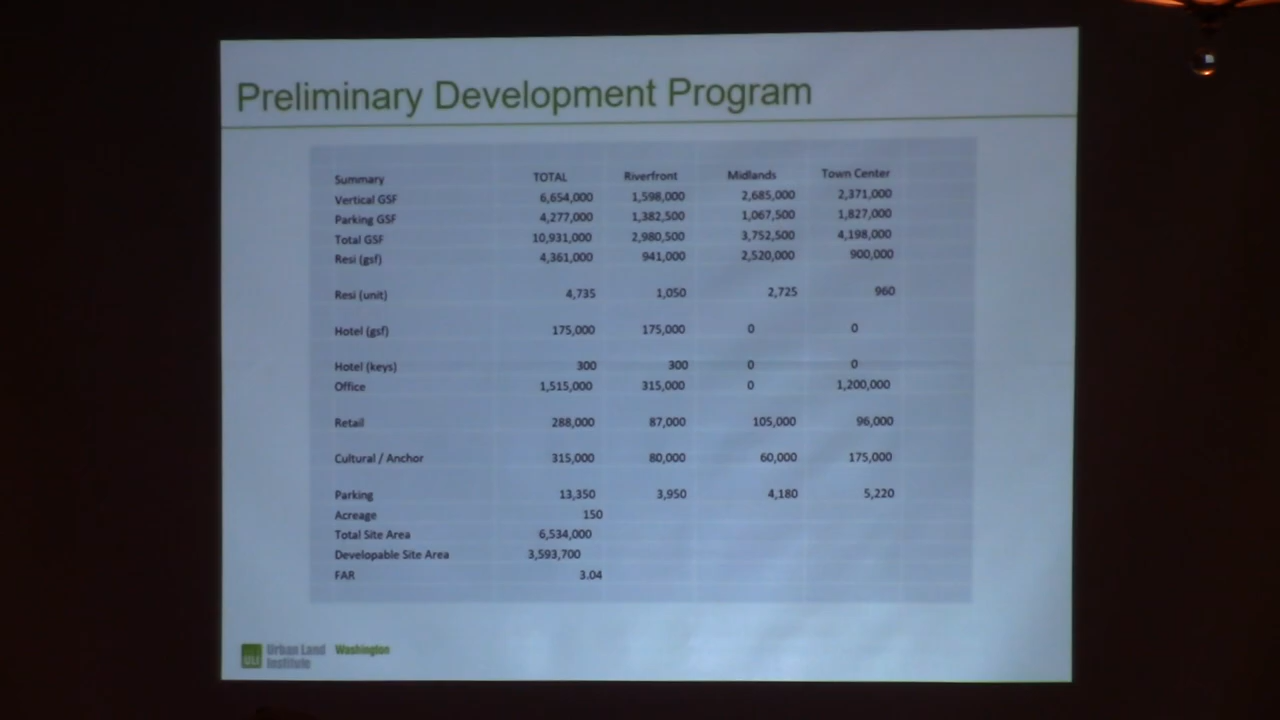 Preliminary Development Program
Summary TOTAL Riverfront Midlands Town Center
Vertical GSF 6,654,000 1,598,000 2,685,000 2,371,000
Parking GSF 4,277,000 1,382,500 1,067,500 1,827,000
Total GSF 10,931,000 2,980,500 3,752,500 4,198,000
Resi (gsf) 4,361,000 941,000 2,520,000 900,000
Resi (unit) 4,735 1,050 2,725 960
Hotel (gsf) 175,000 175,000 0 0
Hotel (keys) 300 300 0 0
Office 1,515,000 315,000 0 1,200,000
Retail 288,000 87,000 105,000 96,000
Cultural / Anchor 315,000 80,000 60,000 175,000
Parking 13,350 3,950 4,180 5,220
Acreage 150
Total Site Area 6,534,000
Developable Site Area 3,593,700
FAR 3.04
ULI Urban Land Washington
Institute